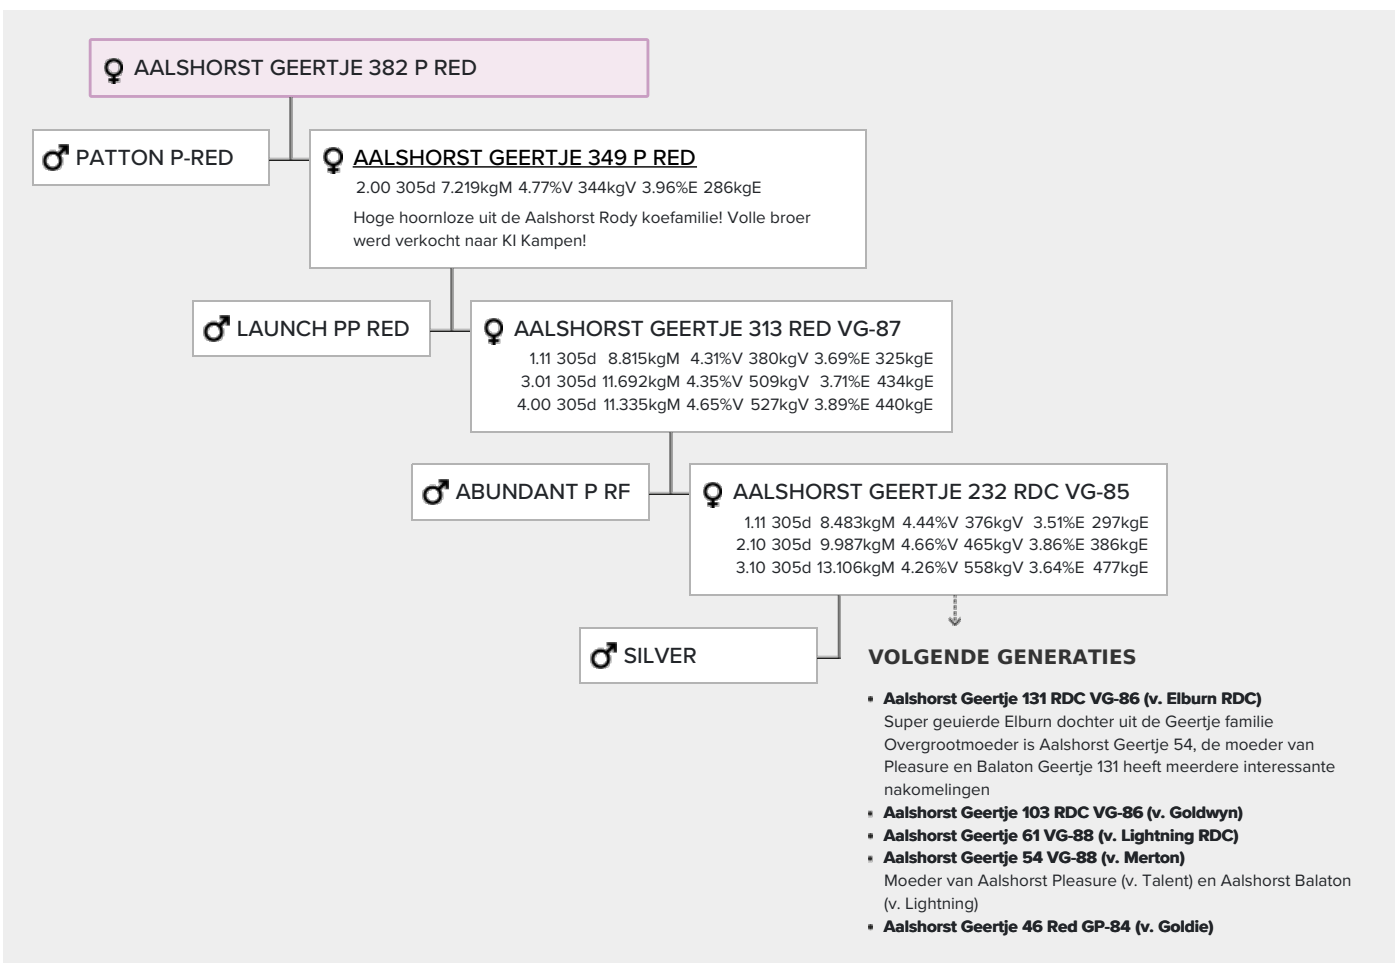 AALSHORST GEERTJE 382 P RED
PATTON P-RED
AALSHORST GEERTJE 349 P RED
2.00 305d 7.219kgM 4.77%V 344kgV 3.96%E 286kgE
Hoge hoornloze uit de Aalshorst Rody koefamilie! Volle broer
werd verkocht naar KI Kampen!
LAUNCH PP RED
AALSHORST GEERTJE 313 RED VG-87
1.11 305d 8.815kgM 4.31%V 380kgV 3.69%E 325kgE
3.01 305d 11.692kgM 4.35%V 509kgV 3.71%E 434kgE
4.00 305d 11.335kgM 4.65%V 527kgV 3.89%E 440kgE
ABUNDANT P RF
AALSHORST GEERTJE 232 RDC VG-85
1.11 305d 8.483kgM 4.44%V 376kgV 3.51%E 297kgE
2.10 305d 9.987kgM 4.66%V 465kgV 3.86%E 386kgE
3.10 305d 13.106kgM 4.26%V 558kgV 3.64%E 477kgE
SILVER
VOLGENDE GENERATIES
• Aalshorst Geertje 131 RDC VG-86 (v. Elburn RDC)
Super geuierde Elburn dochter uit de Geertje familie
Overgrootmoeder is Aalshorst Geertje 54, de moeder van
Pleasure en Balaton Geertje 131 heeft meerdere interessante
nakomelingen
• Aalshorst Geertje 103 RDC VG-86 (v. Goldwyn)
• Aalshorst Geertje 61 VG-88 (v. Lightning RDC)
• Aalshorst Geertje 54 VG-88 (v. Merton)
Moeder van Aalshorst Pleasure (v. Talent) en Aalshorst Balaton
(v. Lightning)
• Aalshorst Geertje 46 Red GP-84 (v. Goldie)